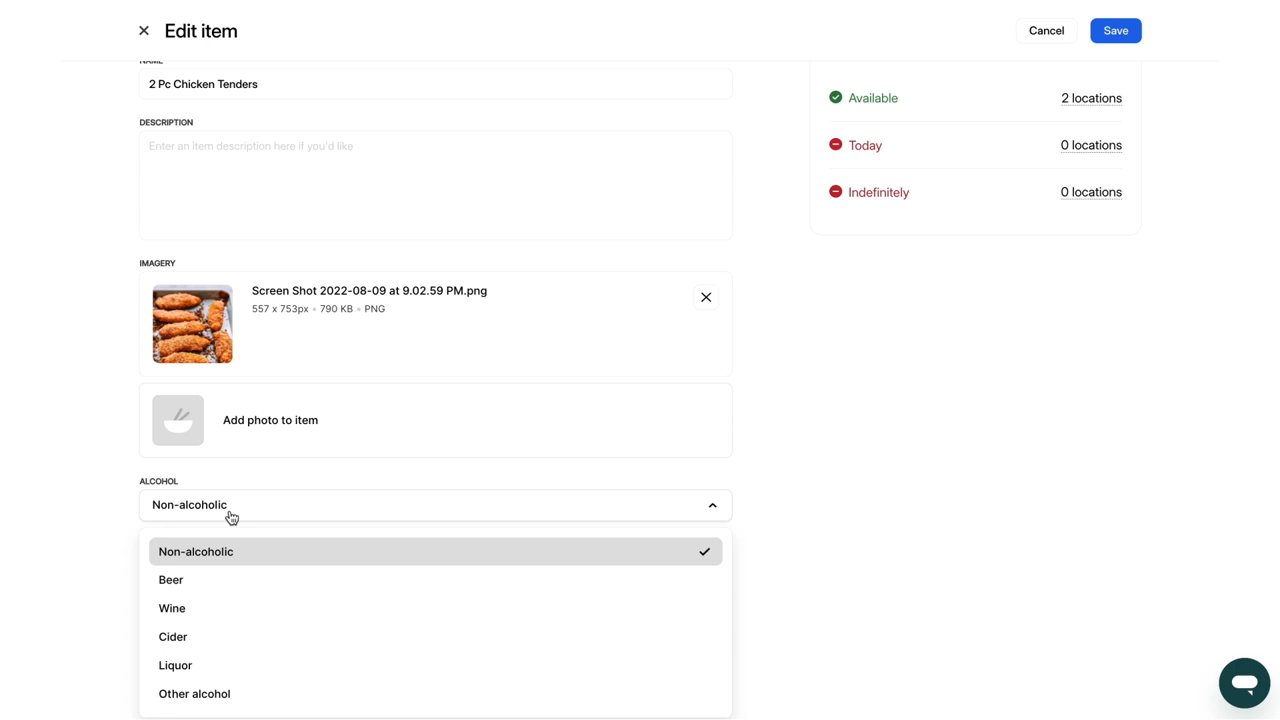 Edit item
Cancel
Save
NAME
2 Pc Chicken Tenders
DESCRIPTION
Enter an item description here if you'd like
IMAGERY
Screen Shot 2022-08-09 at 9.02.59 PM.png
557 x 753px • 790 KB • PNG
Add photo to item
ALCOHOL
Non-alcoholic
Non-alcoholic
Beer
Wine
Cider
Liquor
Other alcohol
Available 2 locations
Today 0 locations
Indefinitely 0 locations